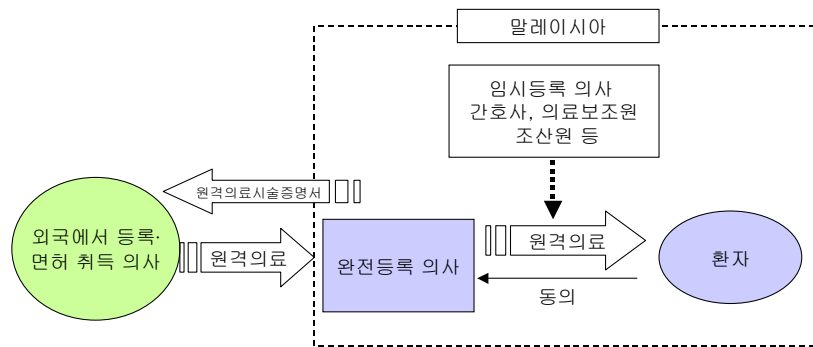 말레이시아
임시등록 의사
간호사, 의료보조원
조산원 등
원격의료시술증명서
외국에서 등록·
면허 취득 의사
원격의료
완전등록 의사
원격의료
환자
동의